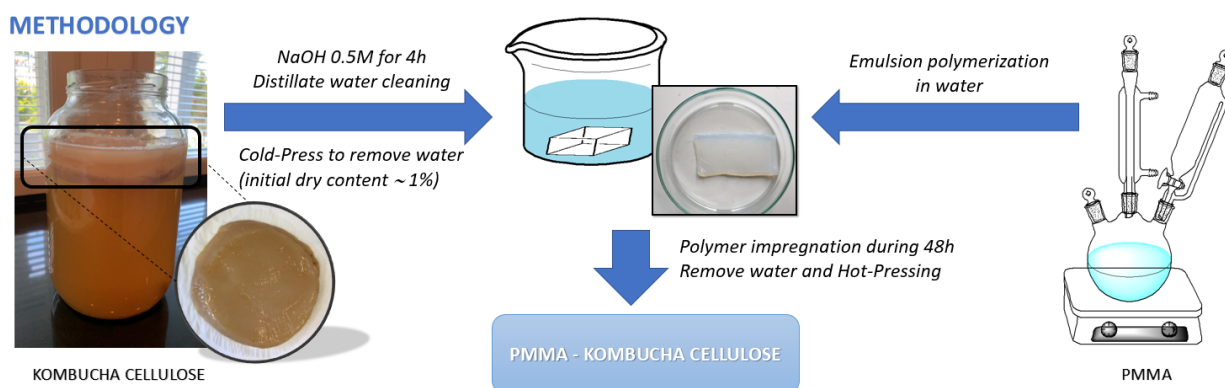 METHODOLOGY
NaOH 0.5M for 4h
Distillate water cleaning
Cold-Press to remove water
(initial dry content ~ 1%)
Emulsion polymerization
in water
Polymer impregnation during 48h
Remove water and Hot-Pressing
PMMA - KOMBUCHA CELLULOSE
KOMBUCHA CELLULOSE
PMMA